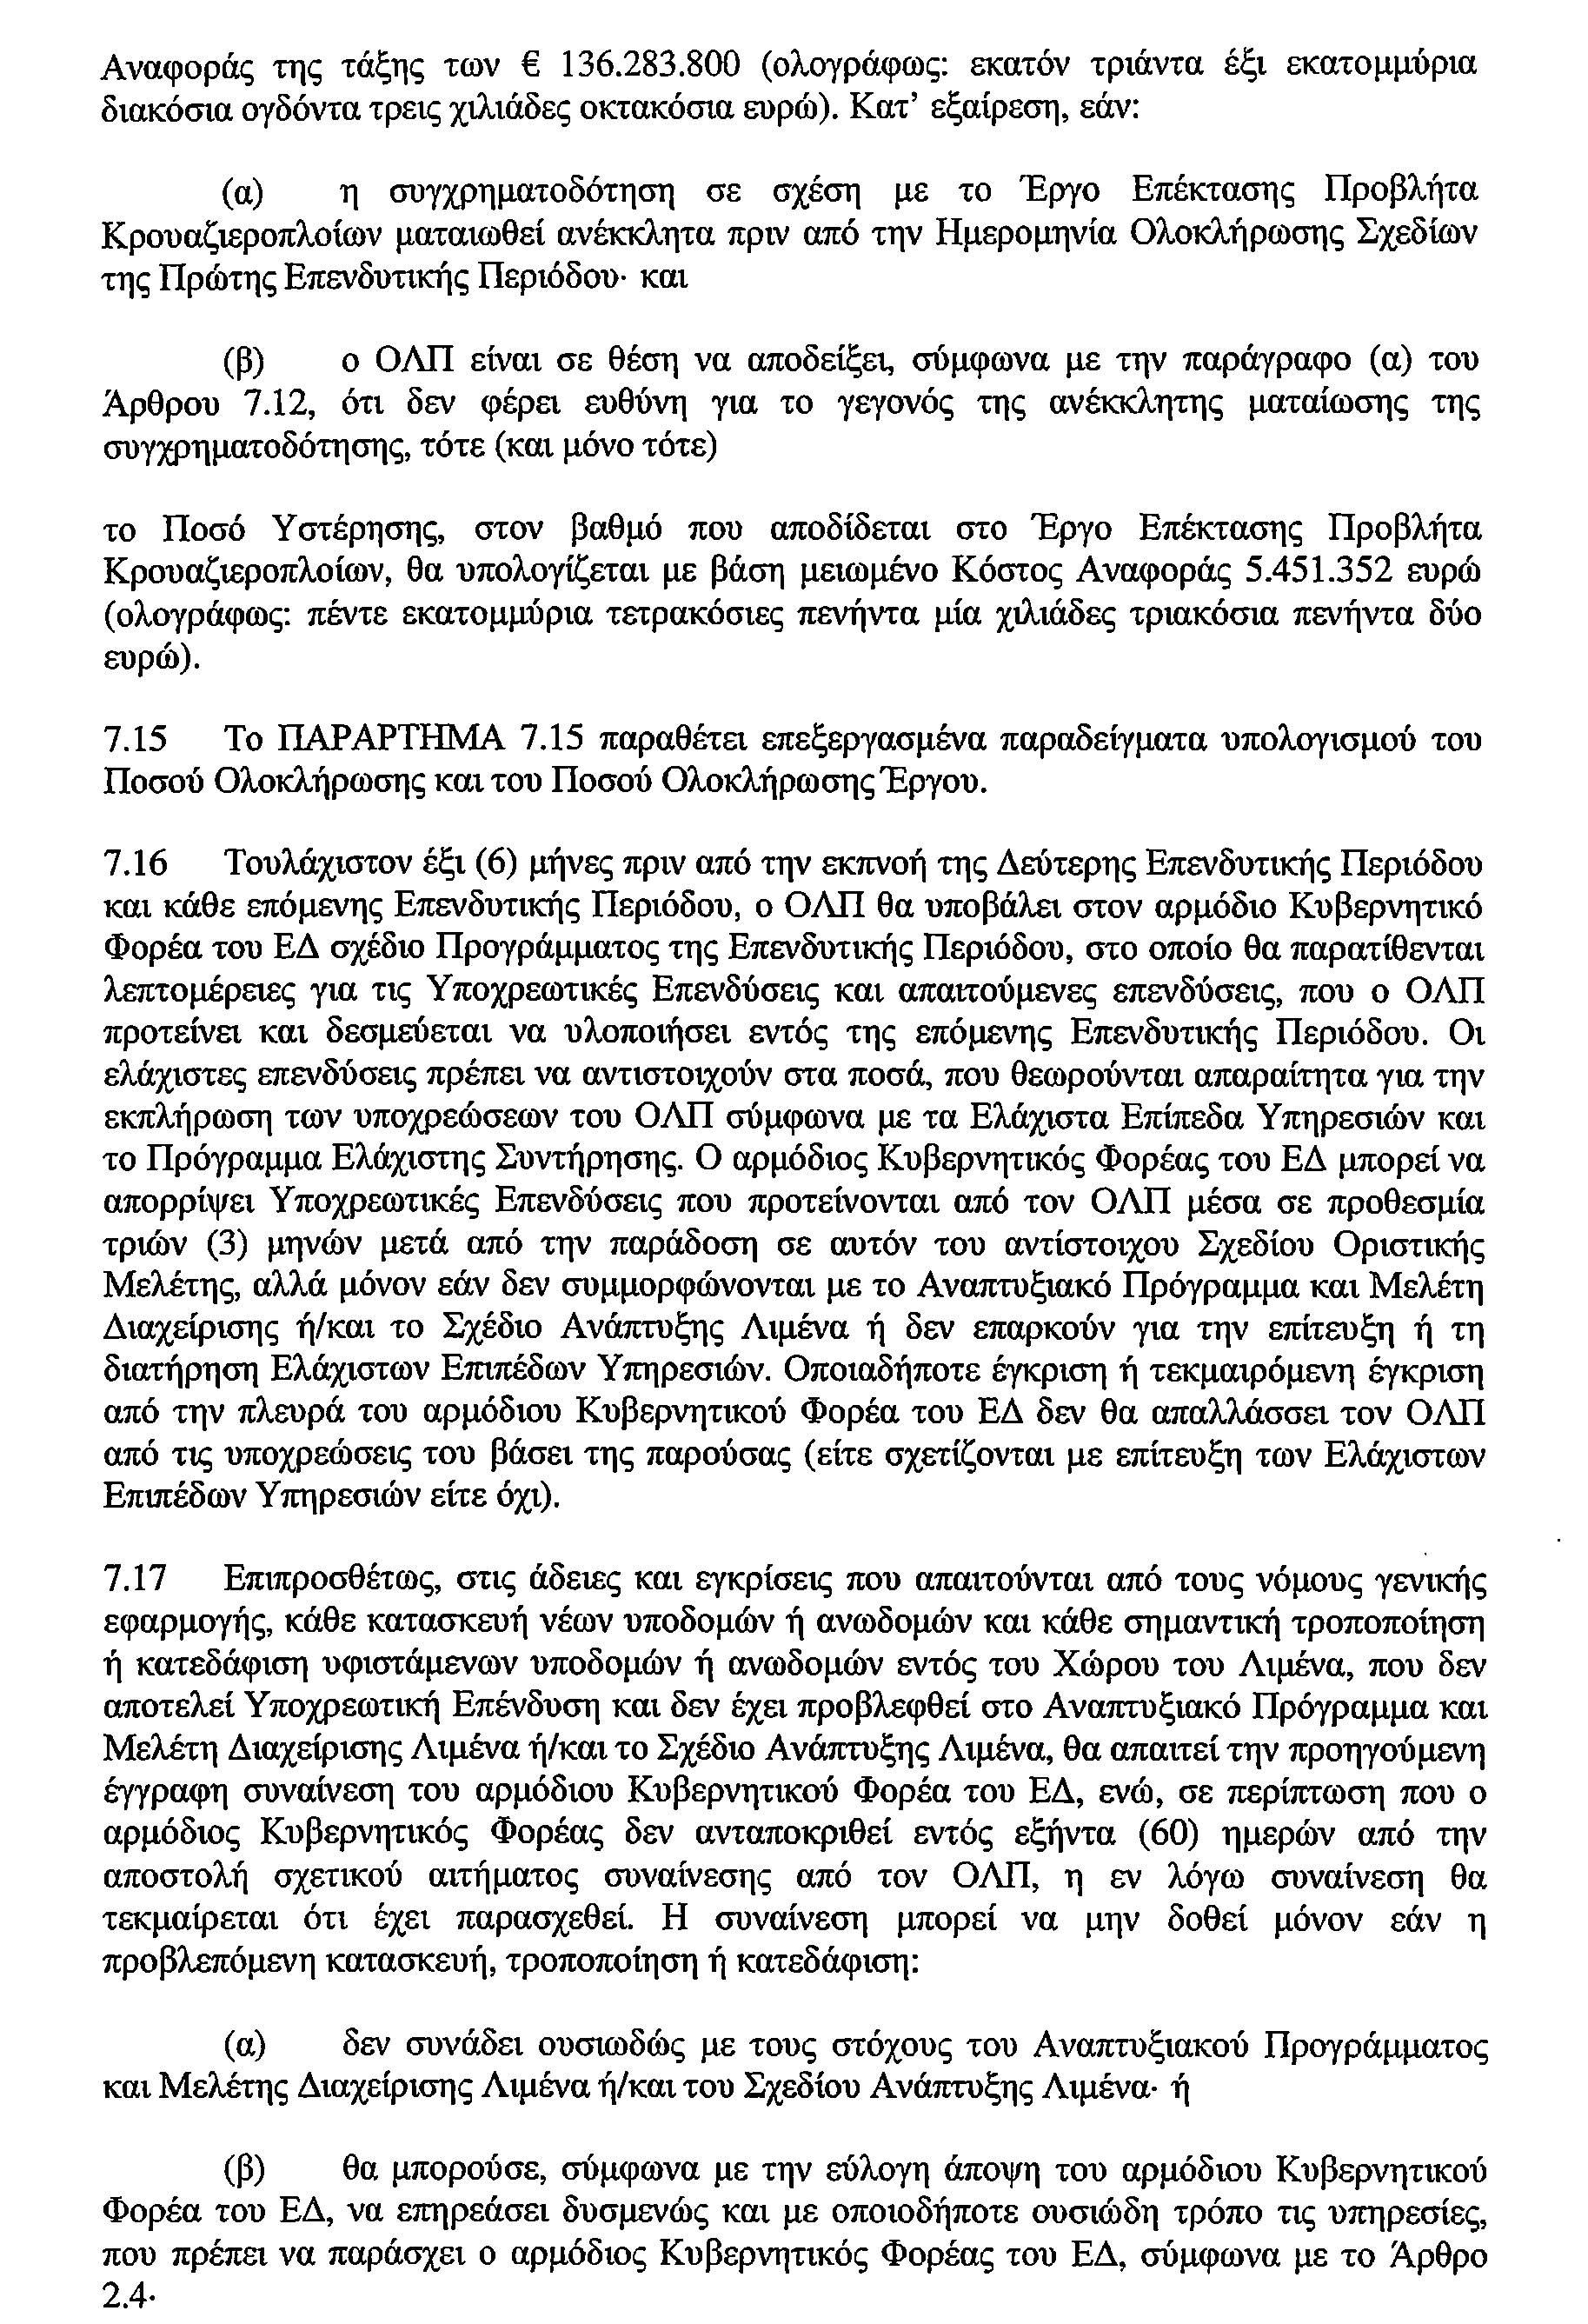 Αναφοράς της τάξης των € 136.283.800 (ολογράφως: εκατόν τριάντα έξι εκατομμύρια
διακόσια ογδόντα τρεις χιλιάδες οκτακόσια ευρώ). Κατ’ εξαίρεση, εάν:
(α) η συγχρηματοδότηση σε σχέση με το Έργο Επέκτασης Προβλήτα
Κρουαζιεροπλοίων ματαιωθεί ανέκκλητα πριν από την Ημερομηνία Ολοκλήρωσης Σχεδίων
της Πρώτης Επενδυτικής Περιόδου· και
(β) ο ΟΛΠ είναι σε θέση να αποδείξει, σύμφωνα με την παράγραφο (α) του
Άρθρου 7.12, ότι δεν φέρει ευθύνη για το γεγονός της ανέκκλητης ματαίωσης της
συγχρηματοδότησης, τότε (και μόνο τότε)
το Ποσό Υστέρησης, στον βαθμό που αποδίδεται στο Έργο Επέκτασης Προβλήτα
Κρουαζιεροπλοίων, θα υπολογίζεται με βάση μειωμένο Κόστος Αναφοράς 5.451.352 ευρώ
(ολογράφως: πέντε εκατομμύρια τετρακόσιες πενήντα μία χιλιάδες τριακόσια πενήντα δύο
ευρώ).
7.15 Το ΠΑΡΑΡΤΗΜΑ 7.15 παραθέτει επεξεργασμένα παραδείγματα υπολογισμού του
Ποσού Ολοκλήρωσης και του Ποσού Ολοκλήρωσης Έργου.
7.16 Τουλάχιστον έξι (6) μήνες πριν από την εκπνοή της Δεύτερης Επενδυτικής Περιόδου
και κάθε επόμενης Επενδυτικής Περιόδου, ο ΟΛΠ θα υποβάλει στον αρμόδιο Κυβερνητικό
Φορέα του ΕΔ σχέδιο Προγράμματος της Επενδυτικής Περιόδου, στο οποίο θα παρατίθενται
λεπτομέρειες για τις Υποχρεωτικές Επενδύσεις και απαιτούμενες επενδύσεις, που ο ΟΛΠ
προτείνει και δεσμεύεται να υλοποιήσει εντός της επόμενης Επενδυτικής Περιόδου. Οι
ελάχιστες επενδύσεις πρέπει να αντιστοιχούν στα ποσά, που θεωρούνται απαραίτητα για την
εκπλήρωση των υποχρεώσεων του ΟΛΠ σύμφωνα με τα Ελάχιστα Επίπεδα Υπηρεσιών και
το Πρόγραμμα Ελάχιστης Συντήρησης. Ο αρμόδιος Κυβερνητικός Φορέας του ΕΔ μπορεί να
απορρίψει Υποχρεωτικές Επενδύσεις που προτείνονται από τον ΟΛΠ μέσα σε προθεσμία
τριών (3) μηνών μετά από την παράδοση σε αυτόν του αντίστοιχου Σχεδίου Οριστικής
Μελέτης, αλλά μόνον εάν δεν συμμορφώνονται με το Αναπτυξιακό Πρόγραμμα και Μελέτη
Διαχείρισης ή/και το Σχέδιο Ανάπτυξης Λιμένα ή δεν επαρκούν για την επίτευξη ή τη
διατήρηση Ελάχιστων Επιπέδων Υπηρεσιών. Οποιαδήποτε έγκριση ή τεκμαιρόμενη έγκριση
από την πλευρά του αρμόδιου Κυβερνητικού Φορέα του ΕΔ δεν θα απαλλάσσει τον ΟΛΠ
από τις υποχρεώσεις του βάσει της παρούσας (είτε σχετίζονται με επίτευξη των Ελάχιστων
Επιπέδων Υπηρεσιών είτε όχι).
7.17 Επιπροσθέτως, στις άδειες και εγκρίσεις που απαιτούνται από τους νόμους γενικής
εφαρμογής, κάθε κατασκευή νέων υποδομών ή ανωδομών και κάθε σημαντική τροποποίηση
ή κατεδάφιση υφιστάμενων υποδομών ή ανωδομών εντός του Χώρου του Λιμένα, που δεν
αποτελεί Υποχρεωτική Επένδυση και δεν έχει προβλεφθεί στο Αναπτυξιακό Πρόγραμμα και
Μελέτη Διαχείρισης Λιμένα ή/και το Σχέδιο Ανάπτυξης Λιμένα, θα απαιτεί την προηγούμενη
έγγραφη συναίνεση του αρμόδιου Κυβερνητικού Φορέα του ΕΔ, ενώ, σε περίπτωση που ο
αρμόδιος Κυβερνητικός Φορέας δεν ανταποκριθεί εντός εξήντα (60) ημερών από την
αποστολή σχετικού αιτήματος συναίνεσης από τον ΟΛΠ, η εν λόγω συναίνεση θα
τεκμαίρεται ότι έχει παρασχεθεί. Η συναίνεση μπορεί να μην δοθεί μόνον εάν η
προβλεπόμενη κατασκευή, τροποποίηση ή κατεδάφιση:
(α) δεν συνάδει ουσιωδώς με τους στόχους του Αναπτυξιακού Προγράμματος
και Μελέτης Διαχείρισης Λιμένα ή/και του Σχεδίου Ανάπτυξης Λιμένα· ή
(β) θα μπορούσε, σύμφωνα με την εύλογη άποψη του αρμόδιου Κυβερνητικού
Φορέα του ΕΔ, να επηρεάσει δυσμενώς και με οποιοδήποτε ουσιώδη τρόπο τις υπηρεσίες,
που πρέπει να παράσχει ο αρμόδιος Κυβερνητικός Φορέας του ΕΔ, σύμφωνα με το Άρθρο
2.4·